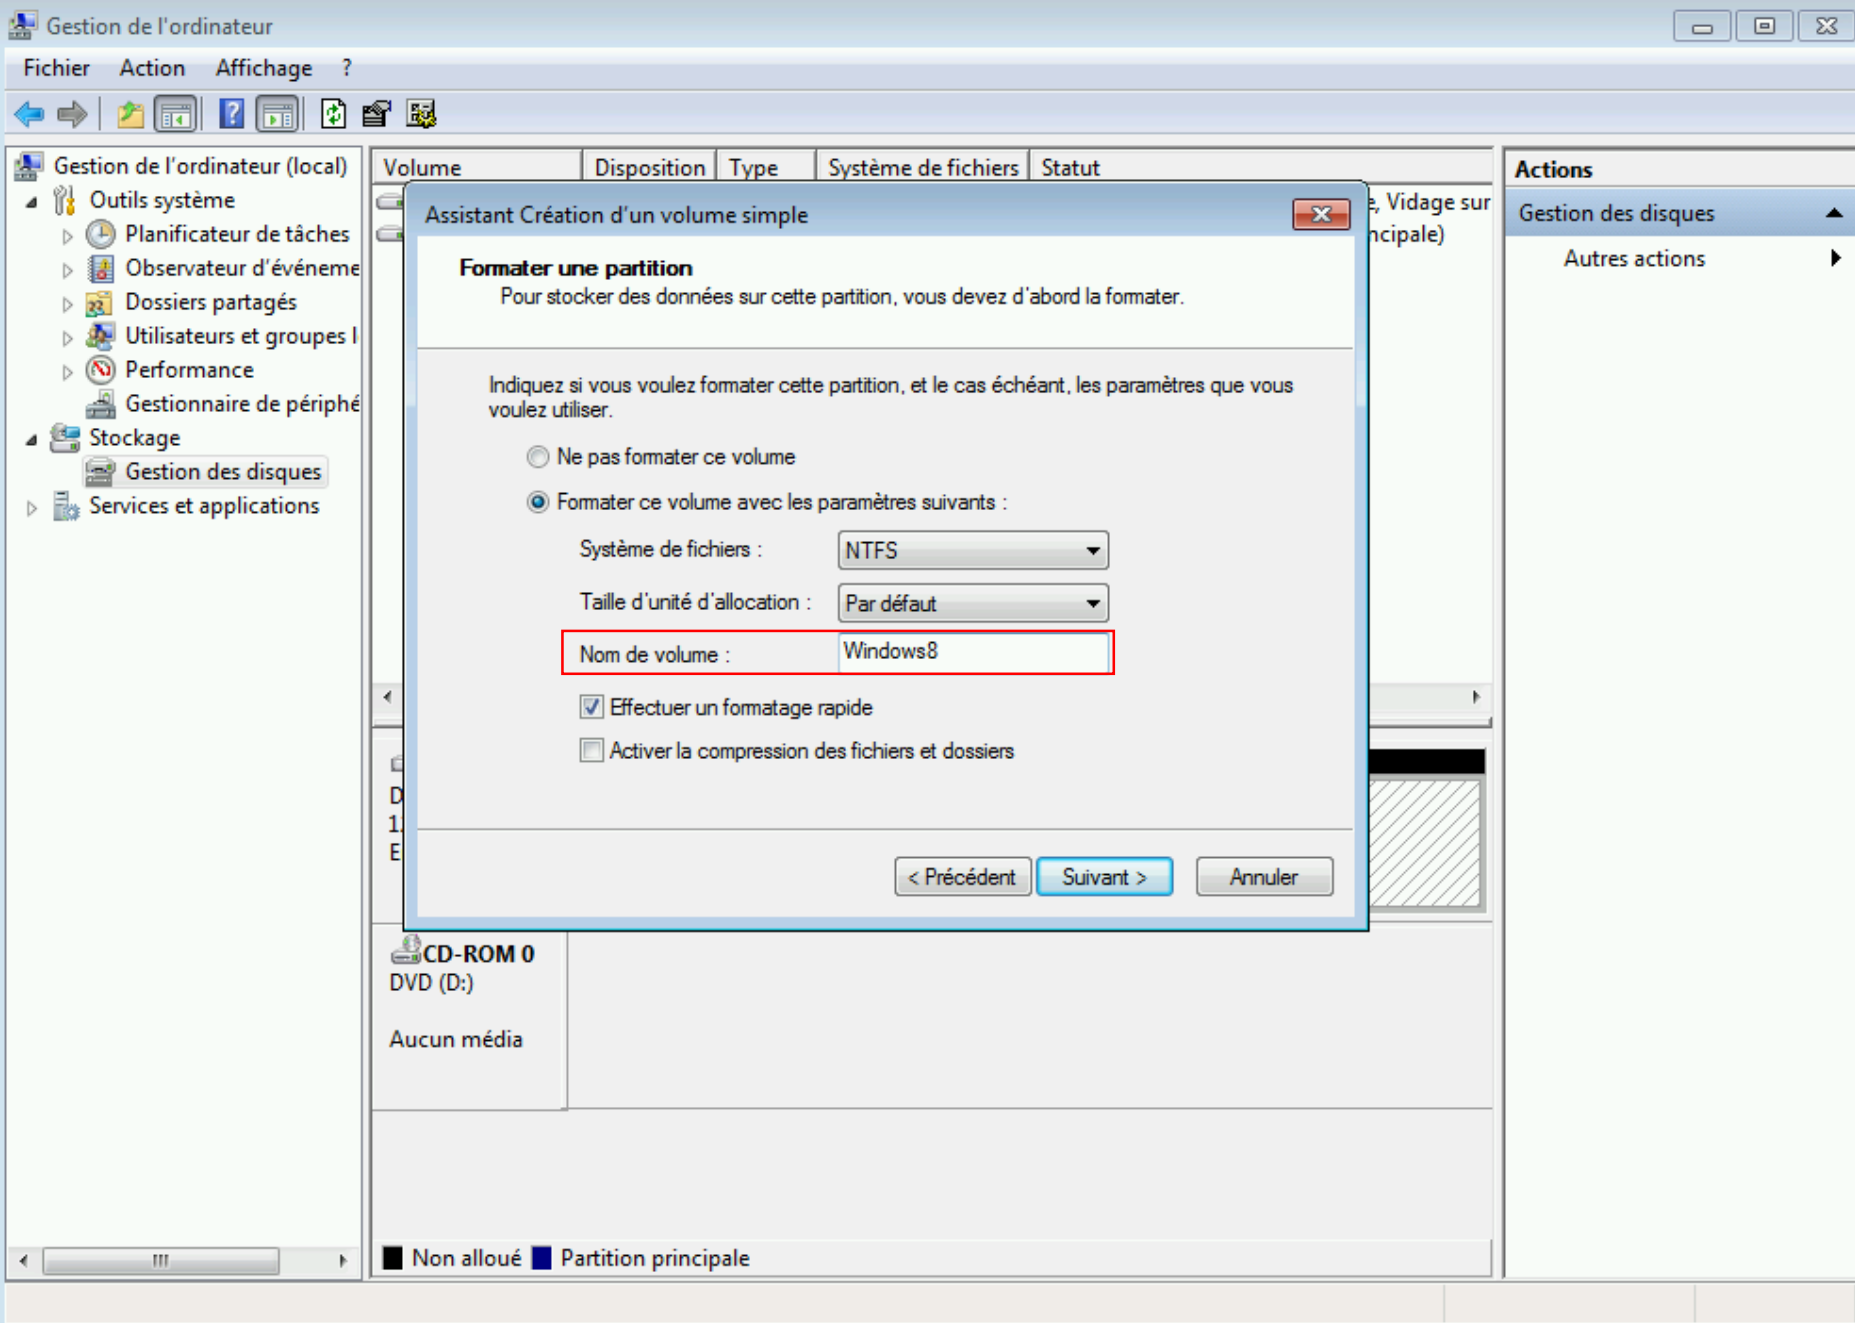 Gestion de l'ordinateur
Fichier Action Affichage ?
Gestion de l'ordinateur (local)
Outils système
Planificateur de tâches
Observateur d'événeme
Dossiers partagés
Utilisateurs et groupes l
Performance
Gestionnaire de périphé
Stockage
Gestion des disques
Services et applications
Volume Disposition Type Système de fichiers Statut
, Vidage sur
ncipale)
Assistant Création d'un volume simple
Formater une partition
Pour stocker des données sur cette partition, vous devez d'abord la formater.
Indiquez si vous voulez formater cette partition, et le cas échéant, les paramètres que vous
voulez utiliser.
Ne pas formater ce volume
Formater ce volume avec les paramètres suivants :
Système de fichiers : NTFS
Taille d'unité d'allocation : Par défaut
Nom de volume : Windows8
Effectuer un formatage rapide
Activer la compression des fichiers et dossiers
< Précédent Suivant > Annuler
D
1
E
CD-ROM 0
DVD (D:)
Aucun média
Non alloué Partition principale
Actions
Gestion des disques
Autres actions